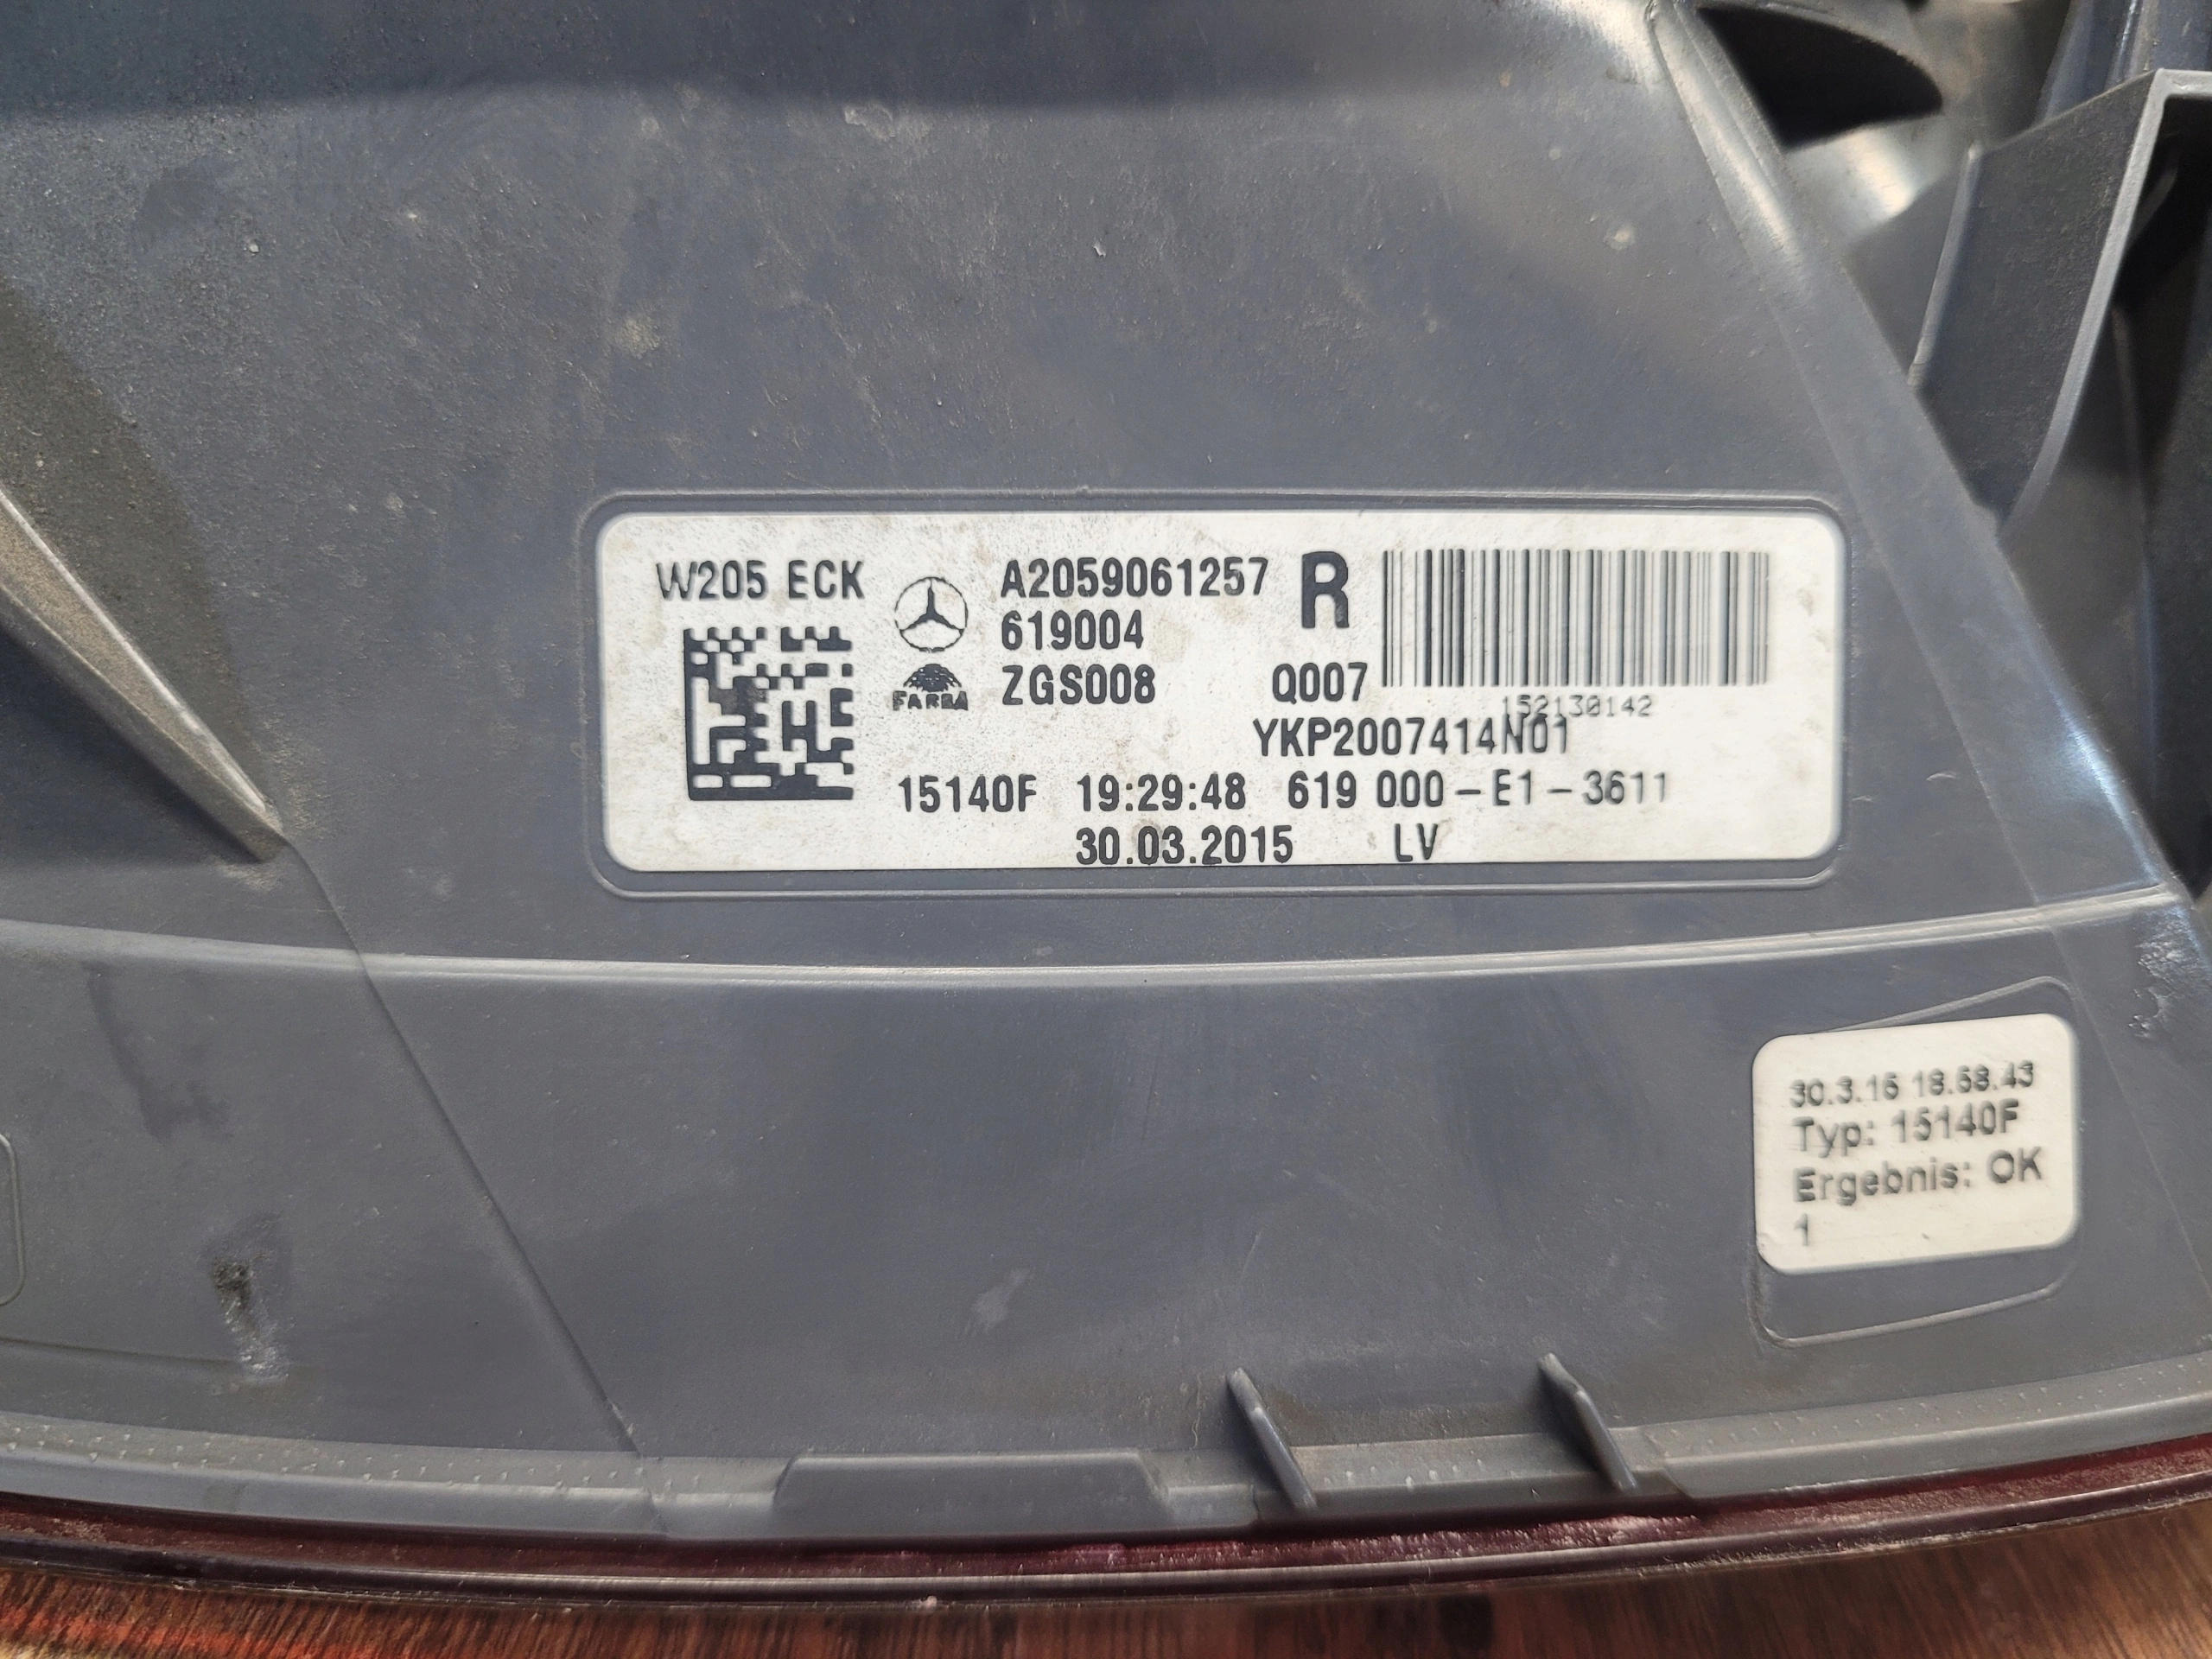 W205 ECK
A2059061257 R
619004
FARBA
ZGS008 Q007
152130142
YKP2007414N01
15140F 19:29:48 619 000-E1-3611
30.03.2015 LV
30.3.15 18.58.43
Typ: 15140F
Ergebnis: OK
1